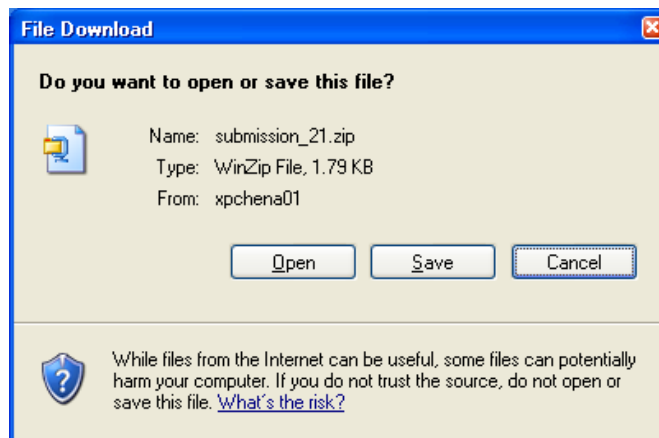 File Download
Do you want to open or save this file?
Name: submission_21.zip
Type: WinZip File, 1.79 KB
From: xpchena01
Open Save Cancel
While files from the Internet can be useful, some files can potentially
harm your computer. If you do not trust the source, do not open or
save this file. What's the risk?